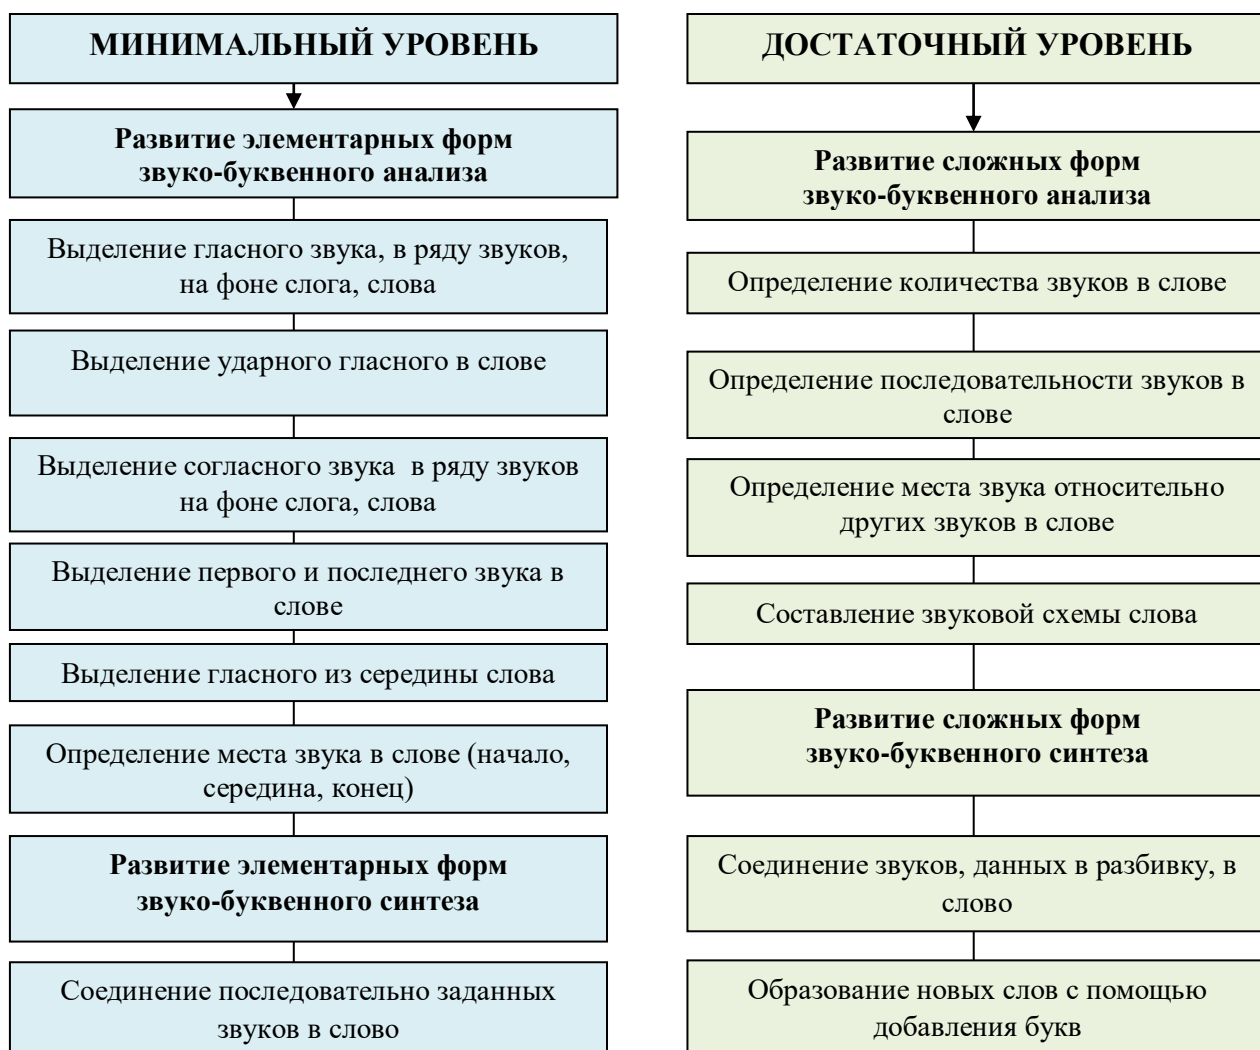 МИНИМАЛЬНЫЙ УРОВЕНЬ
Развитие элементарных форм
звуко-буквенного анализа
Выделение гласного звука, в ряду звуков,
на фоне слога, слова
Выделение ударного гласного в слове
Выделение согласного звука в ряду звуков
на фоне слога, слова
Выделение первого и последнего звука в
слове
Выделение гласного из середины слова
Определение места звука в слове (начало,
середина, конец)
Развитие элементарных форм
звуко-буквенного синтеза
Соединение последовательно заданных
звуков в слово
ДОСТАТОЧНЫЙ УРОВЕНЬ
Развитие сложных форм
звуко-буквенного анализа
Определение количества звуков в слове
Определение последовательности звуков в
слове
Определение места звука относительно
других звуков в слове
Составление звуковой схемы слова
Развитие сложных форм
звуко-буквенного синтеза
Соединение звуков, данных в разбивку, в
слово
Образование новых слов с помощью
добавления букв